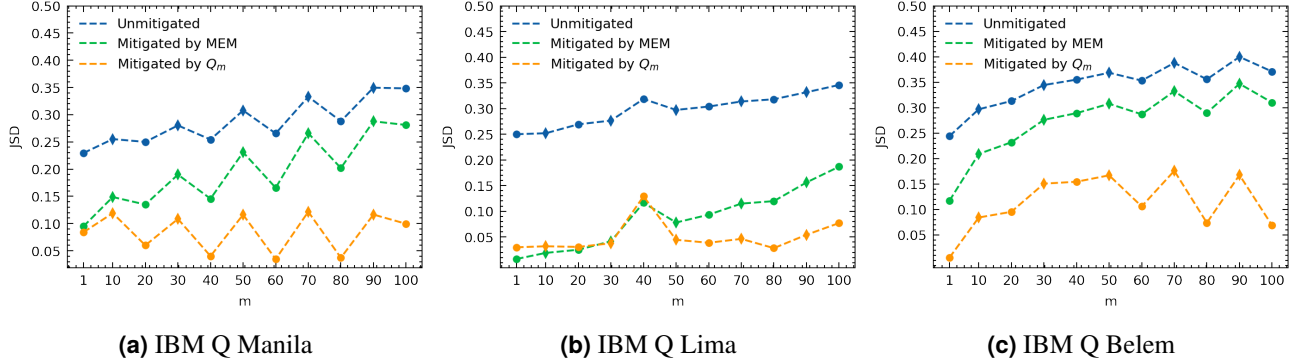 0.50
0.45
0.40
0.35
0.30
0.25
0.20
0.15
0.10
0.05
JSD
Unmitigated
Mitigated by MEM
Mitigated by Qₘ
1 10 20 30 40 50 60 70 80 90 100
m
(a) IBM Q Manila
0.50
0.45
0.40
0.35
0.30
0.25
0.20
0.15
0.10
0.05
JSD
Unmitigated
Mitigated by MEM
Mitigated by Qₘ
1 10 20 30 40 50 60 70 80 90 100
m
(b) IBM Q Lima
0.50
0.45
0.40
0.35
0.30
0.25
0.20
0.15
0.10
0.05
JSD
Unmitigated
Mitigated by MEM
Mitigated by Qₘ
1 10 20 30 40 50 60 70 80 90 100
m
(c) IBM Q Belem